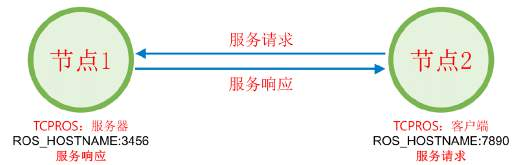 服务请求
节点1
节点2
服务响应
TCPROS：服务器
ROS_HOSTNAME:3456
服务响应
TCPROS：客户端
ROS_HOSTNAME:7890
服务请求